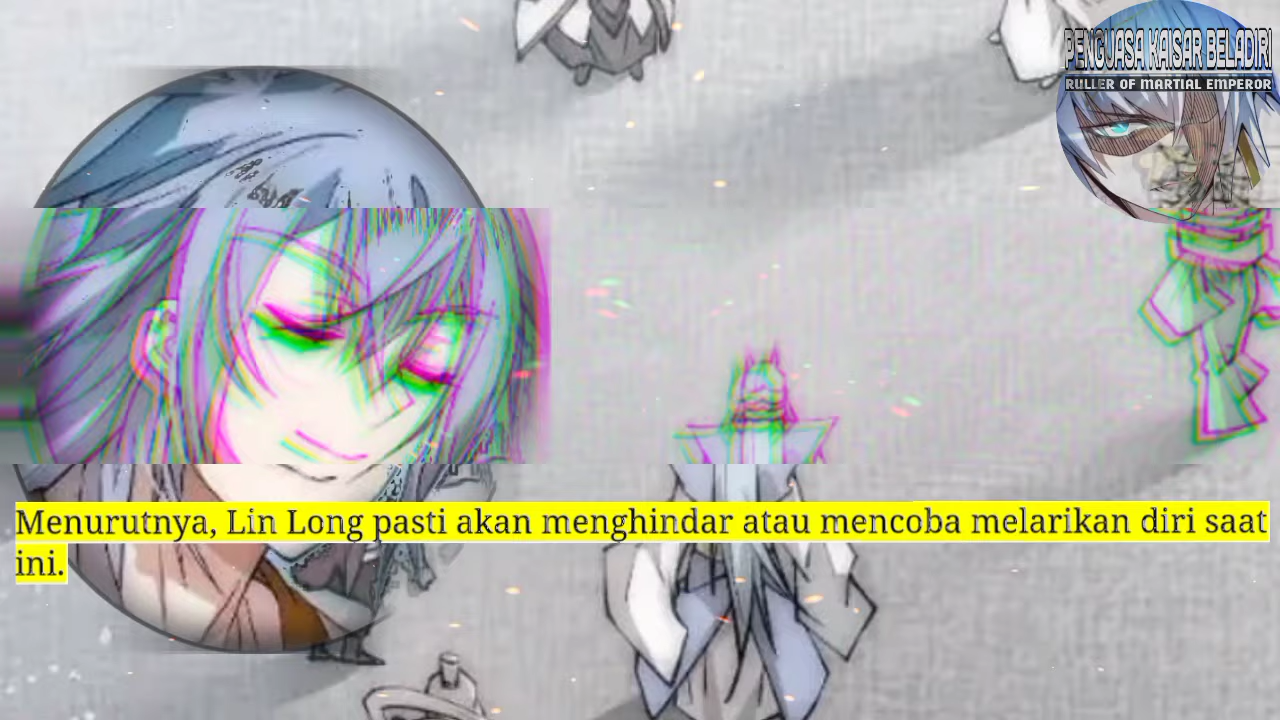 PENGUASA KAISAR BELADIRI
RULLER OF MARTIAL EMPEROR
Menurutnya, Lin Long pasti akan menghindar atau mencoba melarikan diri saat
ini.